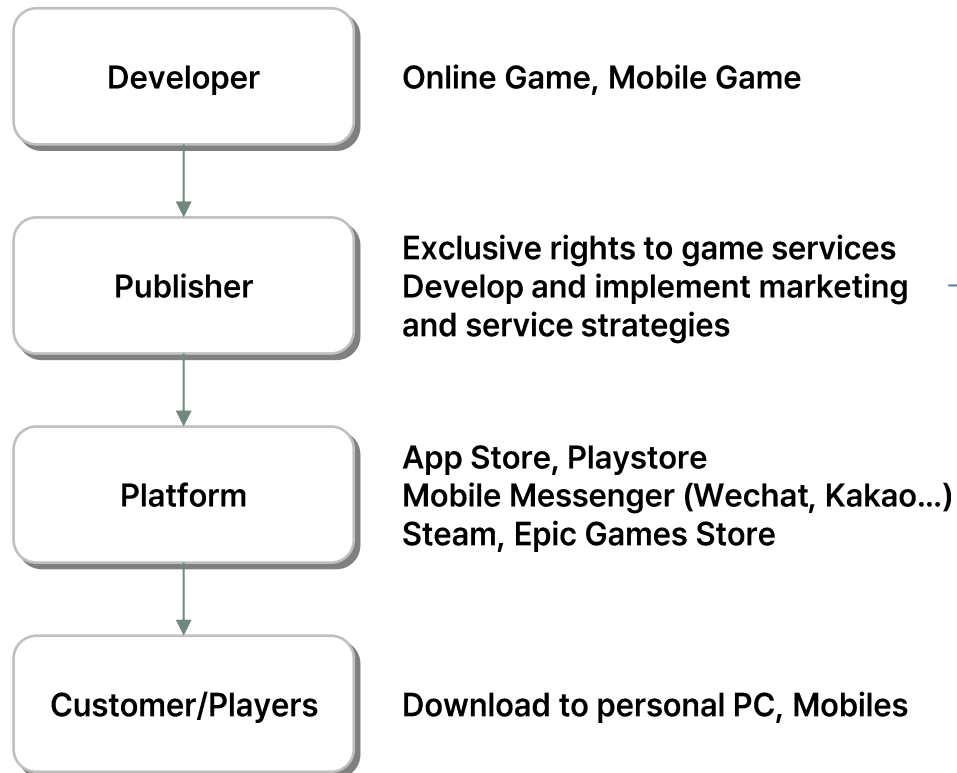 Developer
Online Game, Mobile Game
Publisher
Exclusive rights to game services
Develop and implement marketing
and service strategies
Platform
App Store, Playstore
Mobile Messenger (Wechat, Kakao...)
Steam, Epic Games Store
Customer/Players
Download to personal PC, Mobiles